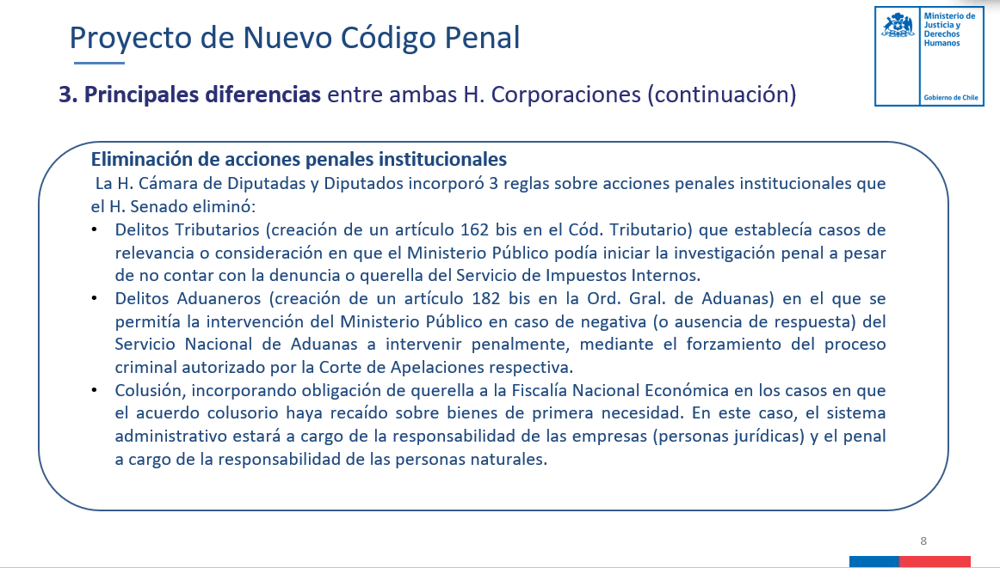 Proyecto de Nuevo Código Penal
Ministerio de
Justicia y
Derechos
Humanos
Gobierno de Chile
3. Principales diferencias entre ambas H. Corporaciones (continuación)
Eliminación de acciones penales institucionales
La H. Cámara de Diputadas y Diputados incorporó 3 reglas sobre acciones penales institucionales que
el H. Senado eliminó:
• Delitos Tributarios (creación de un artículo 162 bis en el Cód. Tributario) que establecía casos de
relevancia o consideración en que el Ministerio Público podía iniciar la investigación penal a pesar
de no contar con la denuncia o querella del Servicio de Impuestos Internos.
• Delitos Aduaneros (creación de un artículo 182 bis en la Ord. Gral. de Aduanas) en el que se
permitía la intervención del Ministerio Público en caso de negativa (o ausencia de respuesta) del
Servicio Nacional de Aduanas a intervenir penalmente, mediante el forzamiento del proceso
criminal autorizado por la Corte de Apelaciones respectiva.
• Colusión, incorporando obligación de querella a la Fiscalía Nacional Económica en los casos en que
el acuerdo colusorio haya recaído sobre bienes de primera necesidad. En este caso, el sistema
administrativo estará a cargo de la responsabilidad de las empresas (personas jurídicas) y el penal
a cargo de la responsabilidad de las personas naturales.
8